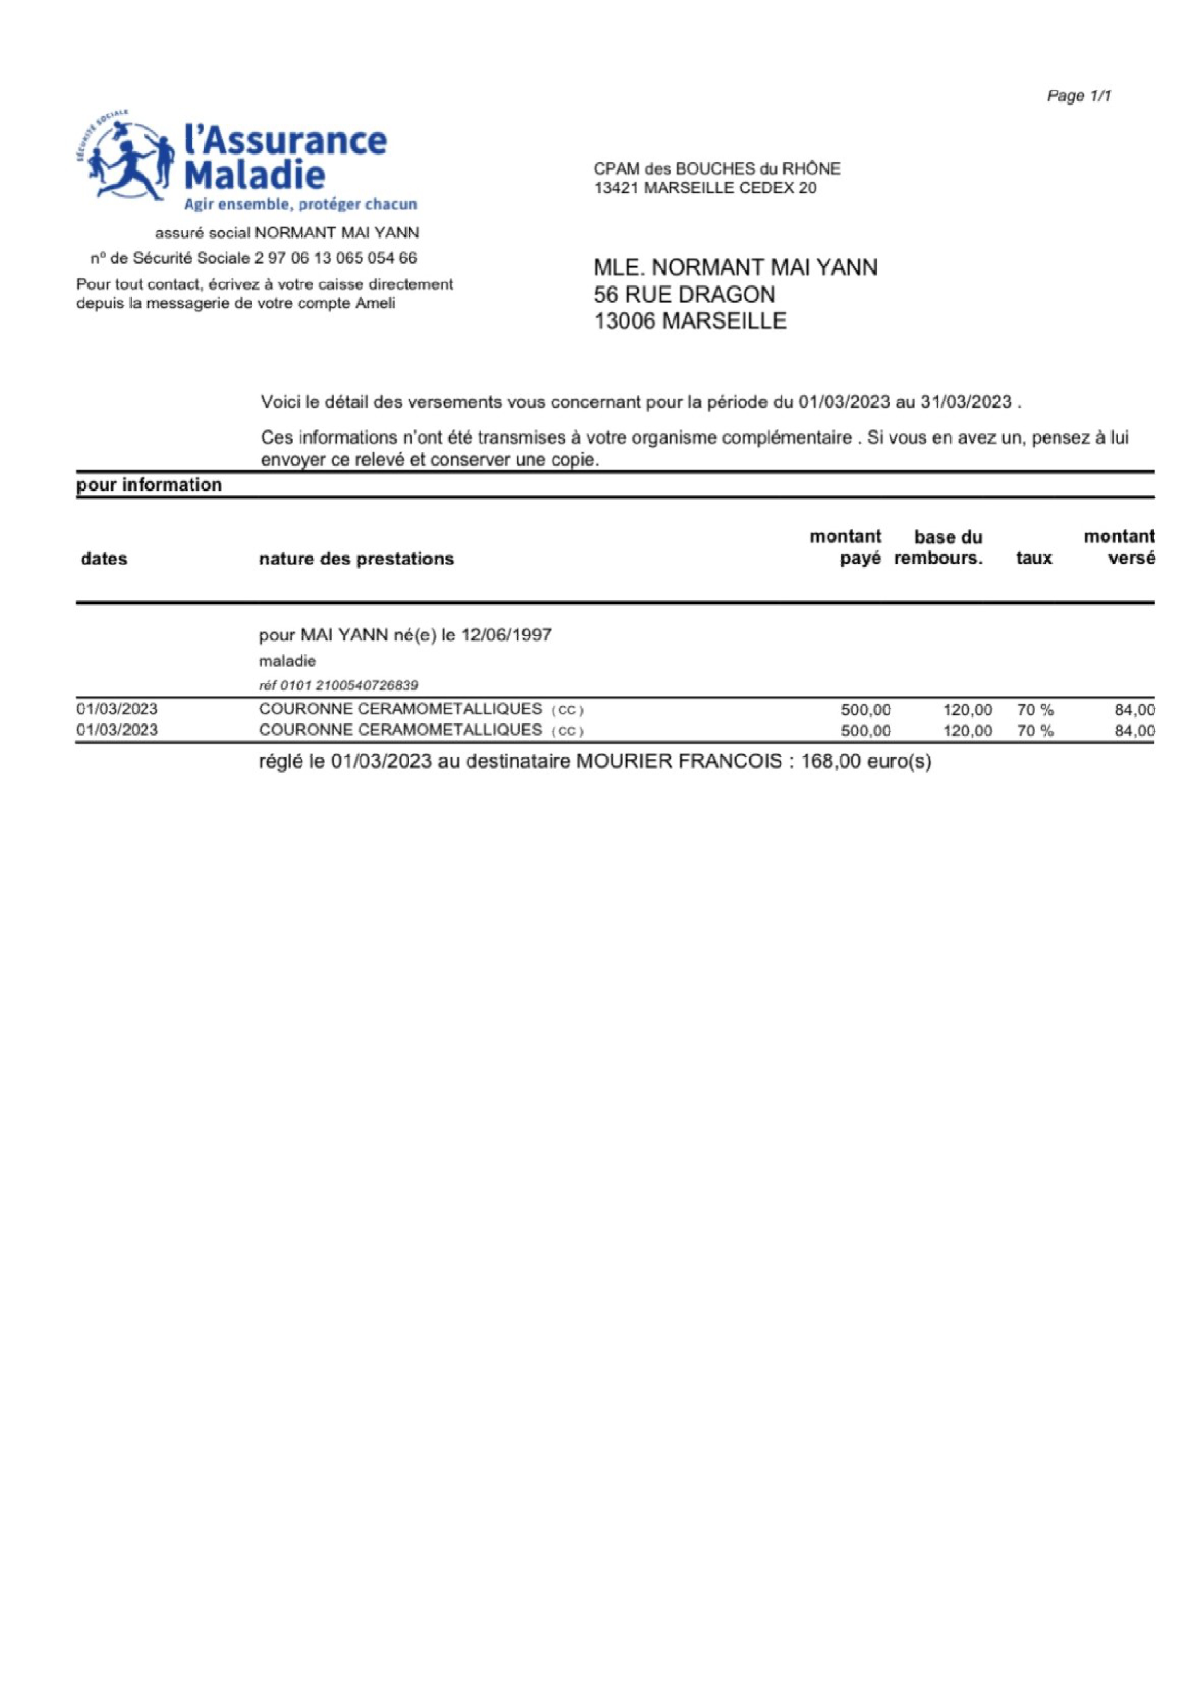 Page 1/1
SÉCURITÉ SOCIALE
l'Assurance
Maladie
Agir ensemble, protéger chacun
CPAM des BOUCHES du RHÔNE
13421 MARSEILLE CEDEX 20
assuré social NORMANT MAI YANN
nº de Sécurité Sociale 2 97 06 13 065 054 66
Pour tout contact, écrivez à votre caisse directement
depuis la messagerie de votre compte Ameli
MLE. NORMANT MAI YANN
56 RUE DRAGON
13006 MARSEILLE
Voici le détail des versements vous concernant pour la période du 01/03/2023 au 31/03/2023 .
Ces informations n'ont été transmises à votre organisme complémentaire . Si vous en avez un, pensez à lui
envoyer ce relevé et conserver une copie.
pour information
dates nature des prestations montant payé base du rembours. taux montant versé
pour MAI YANN né(e) le 12/06/1997
maladie
réf 0101 2100540726839
01/03/2023 COURONNE CERAMOMETALLIQUES (CC) 500,00 120,00 70 % 84,00
01/03/2023 COURONNE CERAMOMETALLIQUES (CC) 500,00 120,00 70 % 84,00
réglé le 01/03/2023 au destinataire MOURIER FRANCOIS : 168,00 euro(s)